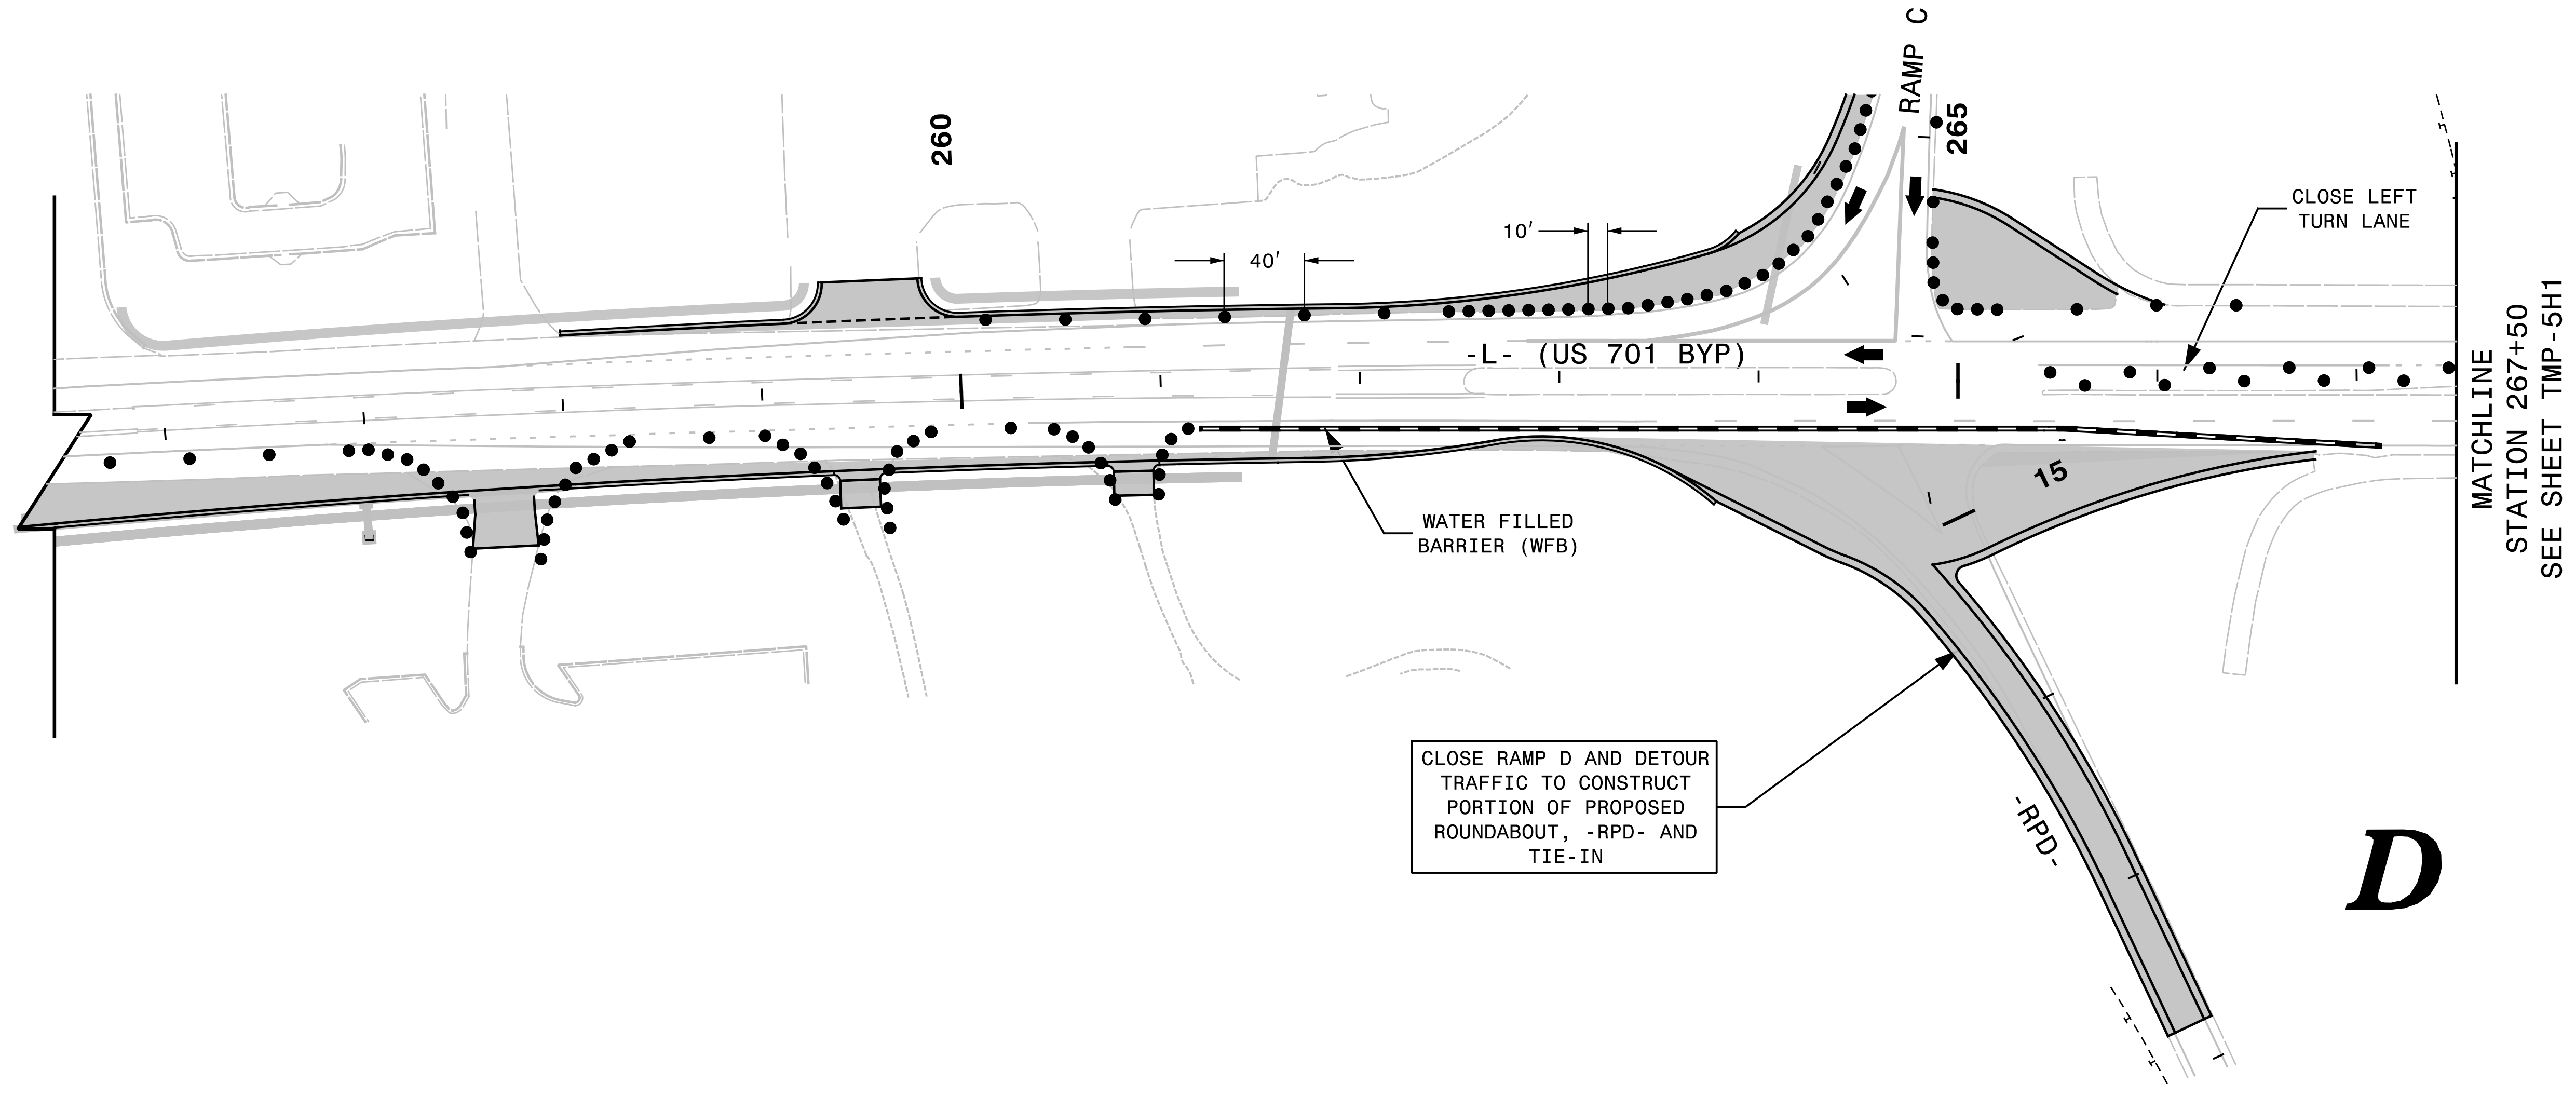 RAMP C
260
265
CLOSE LEFT
TURN LANE
10′
40′
-L- (US 701 BYP)
MATCHLINE
STATION 267+50
SEE SHEET TMP-5H1
15
WATER FILLED
BARRIER (WFB)
CLOSE RAMP D AND DETOUR
TRAFFIC TO CONSTRUCT
PORTION OF PROPOSED
ROUNDABOUT, -RPD- AND
TIE-IN
-RPD-
D